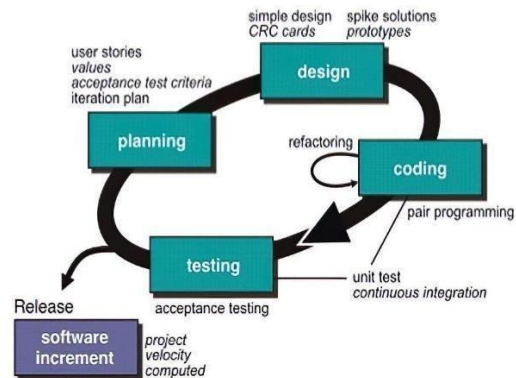 simple design
CRC cards
spike solutions
prototypes
design
user stories
values
acceptance test criteria
iteration plan
planning
refactoring
coding
pair programming
testing
acceptance testing
unit test
continuous integration
Release
software
increment
project
velocity
computed